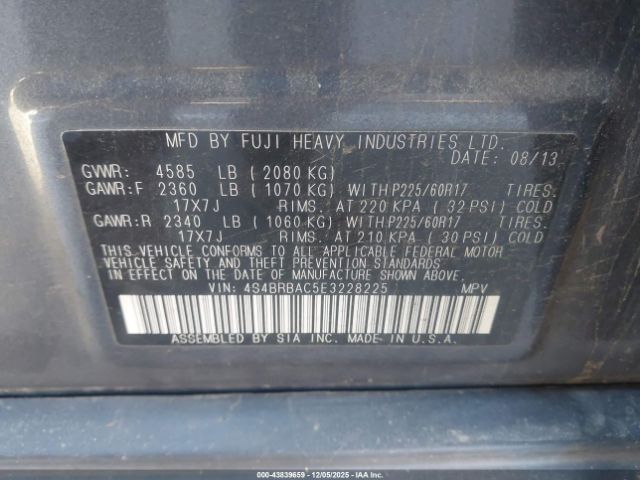 MFD BY FUJI HEAVY INDUSTRIES LTD.
DATE: 08/13
GVWR: 4585 LB (2080 KG)
GAWR:F 2360 LB (1070 KG) WITH P225/60R17 TIRES.
17X7J RIMS. AT 220 KPA (32 PSI) COLD
GAWR:R 2340 LB (1060 KG) WITH P225/60R17 TIRES.
17X7J RIMS. AT 210 KPA (30 PSI) COLD
THIS VEHICLE CONFORMS TO ALL APPLICABLE FEDERAL MOTOR
VEHICLE SAFETY AND THEFT PREVENTION STANDARDS
IN EFFECT ON THE DATE OF MANUFACTURE SHOWN ABOVE.
VIN: 4S4BRBAC5E3228225 MPV
ASSEMBLED BY SIA INC. IN U.S.A.
000-43839659 - 12/05/2025 - IAAI.COM